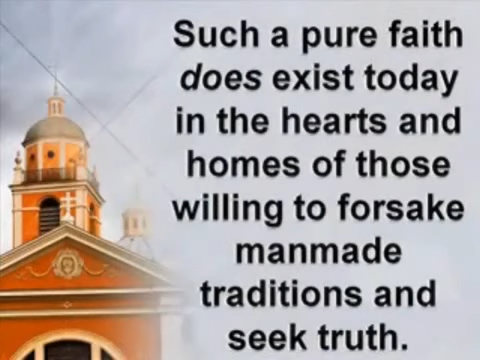 Such a pure faith
does exist today
in the hearts and
homes of those
willing to forsake
manmade
traditions and
seek truth.